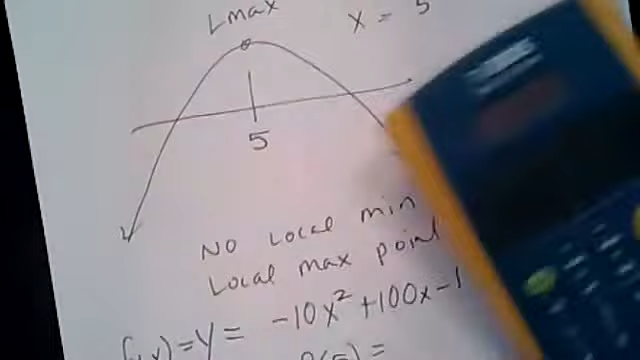 Lmax
x = 5
5
NO Local min
Local max point
f(x) = y = -10x² + 100x - 1